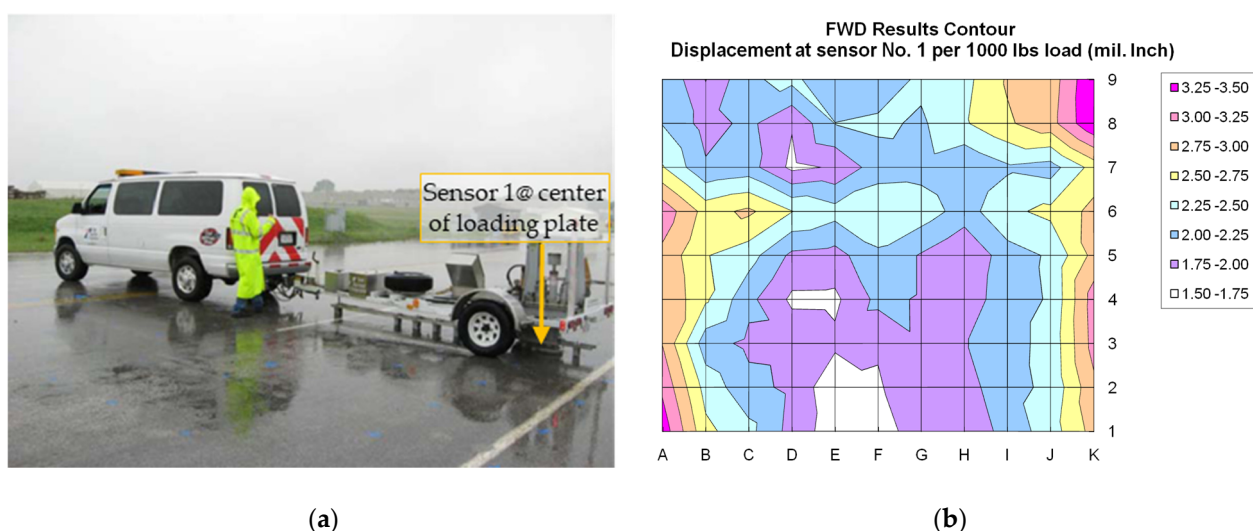 Sensor 1@ center
of loading plate
(a)
FWD Results Contour
Displacement at sensor No. 1 per 1000 lbs load (mil. Inch)
9
8
7
6
5
4
3
2
1
A B C D E F G H I J K
3.25 -3.50
3.00 -3.25
2.75 -3.00
2.50 -2.75
2.25 -2.50
2.00 -2.25
1.75 -2.00
1.50 -1.75
(b)